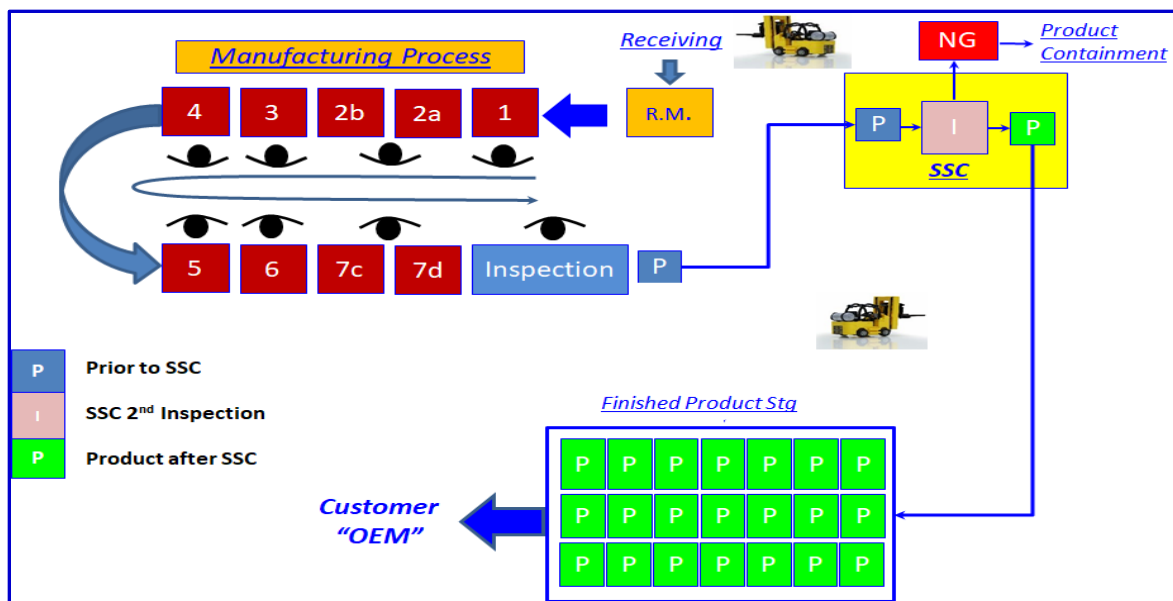 Manufacturing Process
Receiving
NG
Product
Containment
4
3
2b
2a
1
R.M.
P
I
P
SSC
5
6
7c
7d
Inspection
P
P
Prior to SSC
I
SSC 2nd Inspection
P
Product after SSC
Finished Product Stg
P P P P P P P
P P P P P P P
P P P P P P P
Customer
“OEM”